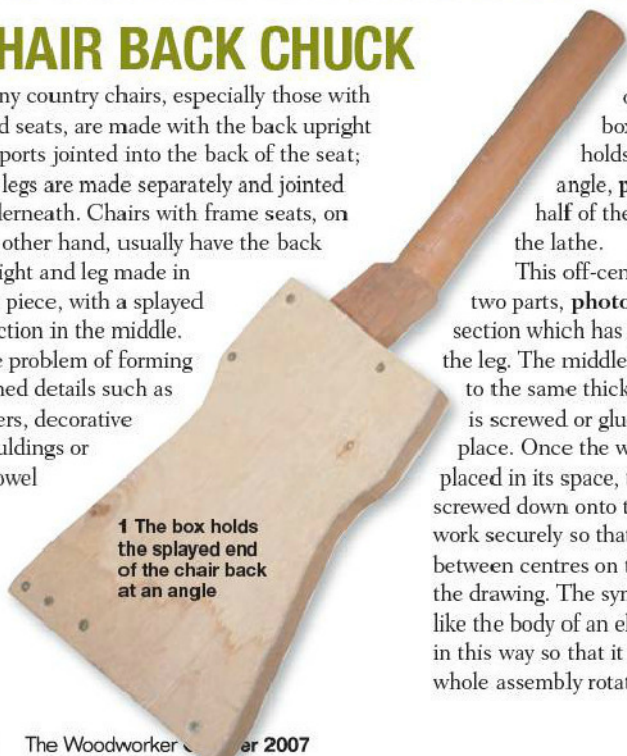 HAIR BACK CHUCK
ny country chairs, especially those with
d seats, are made with the back upright
ports jointed into the back of the seat;
legs are made separately and jointed
lerneath. Chairs with frame seats, on
other hand, usually have the back
ight and leg made in
piece, with a splayed
ction in the middle.
e problem of forming
ned details such as
ers, decorative
uldings or
owel
1 The box holds
the splayed end
of the chair back
at an angle
box
holds
angle, p
half of the
the lathe.
This off-cen
two parts, photo
section which has
the leg. The middle
to the same thick
is screwed or glu
place. Once the w
placed in its space,
screwed down onto t
work securely so that
between centres on t
the drawing. The syn
like the body of an el
in this way so that it
whole assembly rotat
The Woodworker er 2007